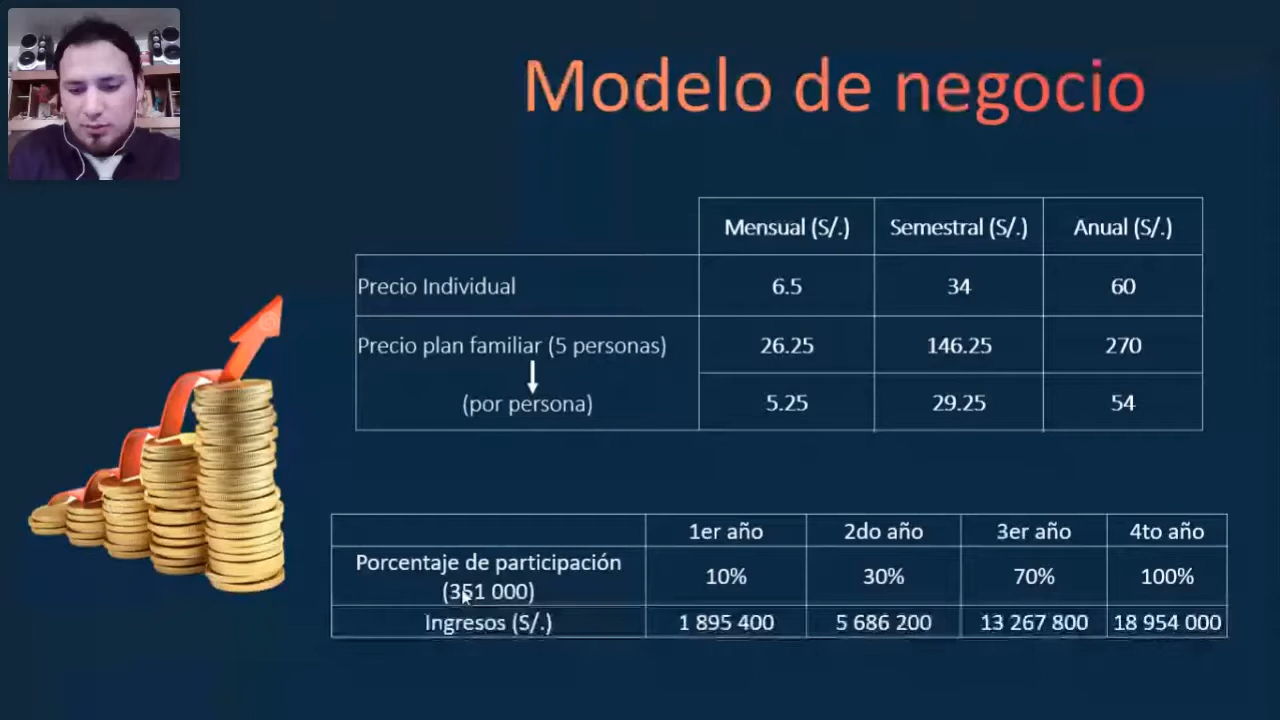 Modelo de negocio
Mensual (S/.) Semestral (S/.) Anual (S/.)
Precio Individual 6.5 34 60
Precio plan familiar (5 personas) 26.25 146.25 270
(por persona) 5.25 29.25 54
1er año 2do año 3er año 4to año
Porcentaje de participación
(351 000) 10% 30% 70% 100%
Ingresos (S/.) 1 895 400 5 686 200 13 267 800 18 954 000